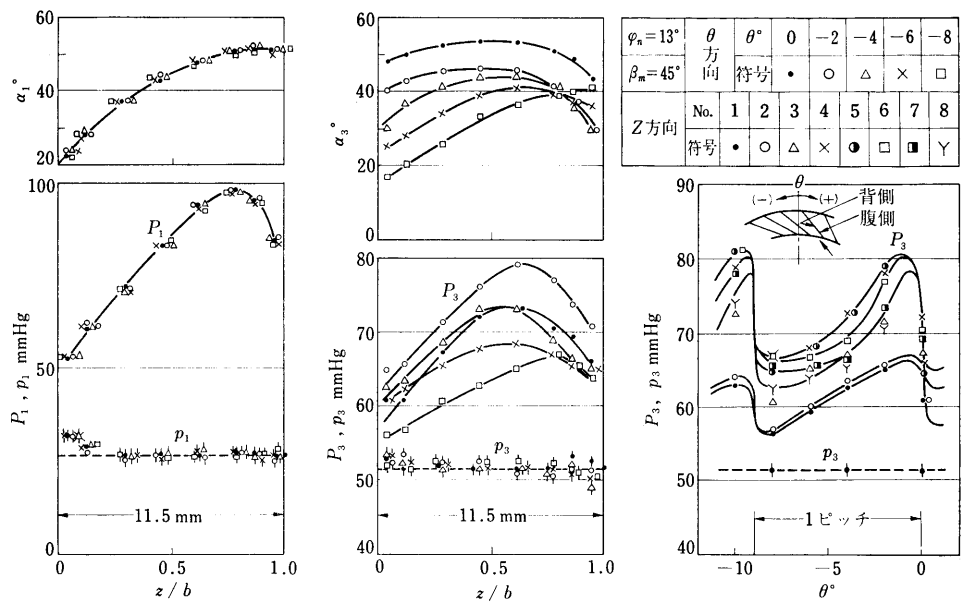 60
50
40
30
20
α₁°
100
50
0
P₁ , p₁ mmHg
P₁
p₁
11.5 mm
0
0.5
1.0
z / b
60
50
40
30
20
0
α₃°
80
70
60
50
40
P₃ , p₃ mmHg
P₃
p₃
11.5 mm
0
0.5
1.0
z / b
φₙ=13°
βₘ=45°
θ方向
θ° 0 −2 −4 −6 −8
符号 • ○ △ × □
Z方向
No. 1 2 3 4 5 6 7 8
符号 • ○ △ × ◑ □ ◨ Y
90
80
70
60
50
40
P₃ , p₃ mmHg
θ
(−) (+)
背側
腹側
P₃
p₃
1ピッチ
−10
−5
0
θ°